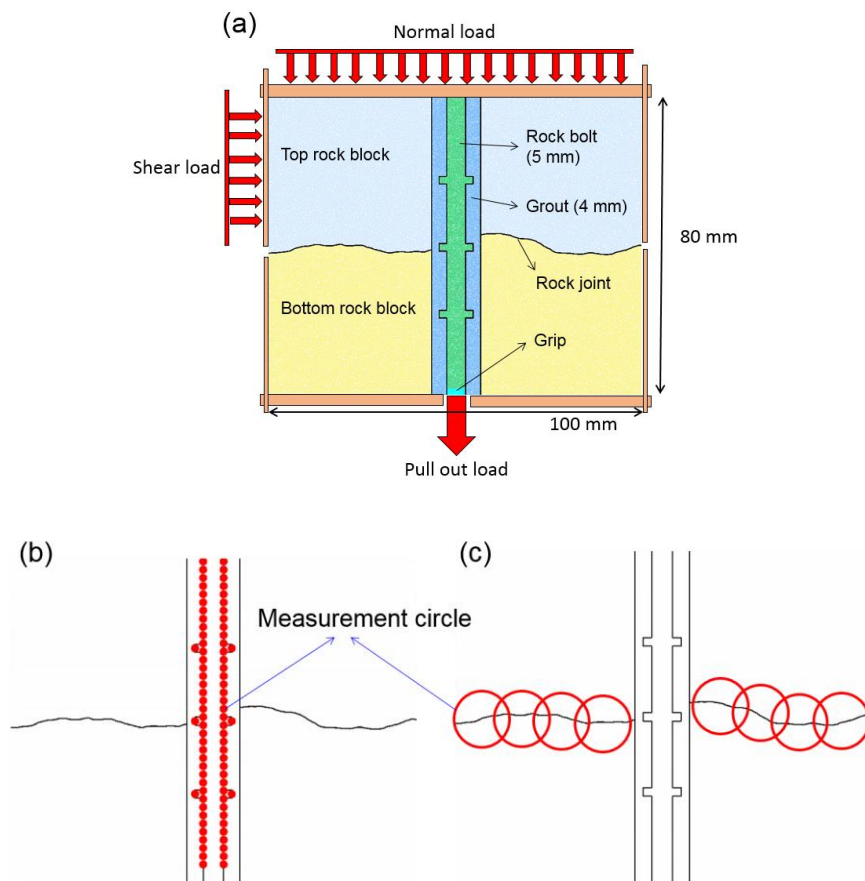 (a)
Normal load
Shear load
Top rock block
Rock bolt
(5 mm)
Grout (4 mm)
80 mm
Rock joint
Bottom rock block
Grip
100 mm
Pull out load
(b)
(c)
Measurement circle